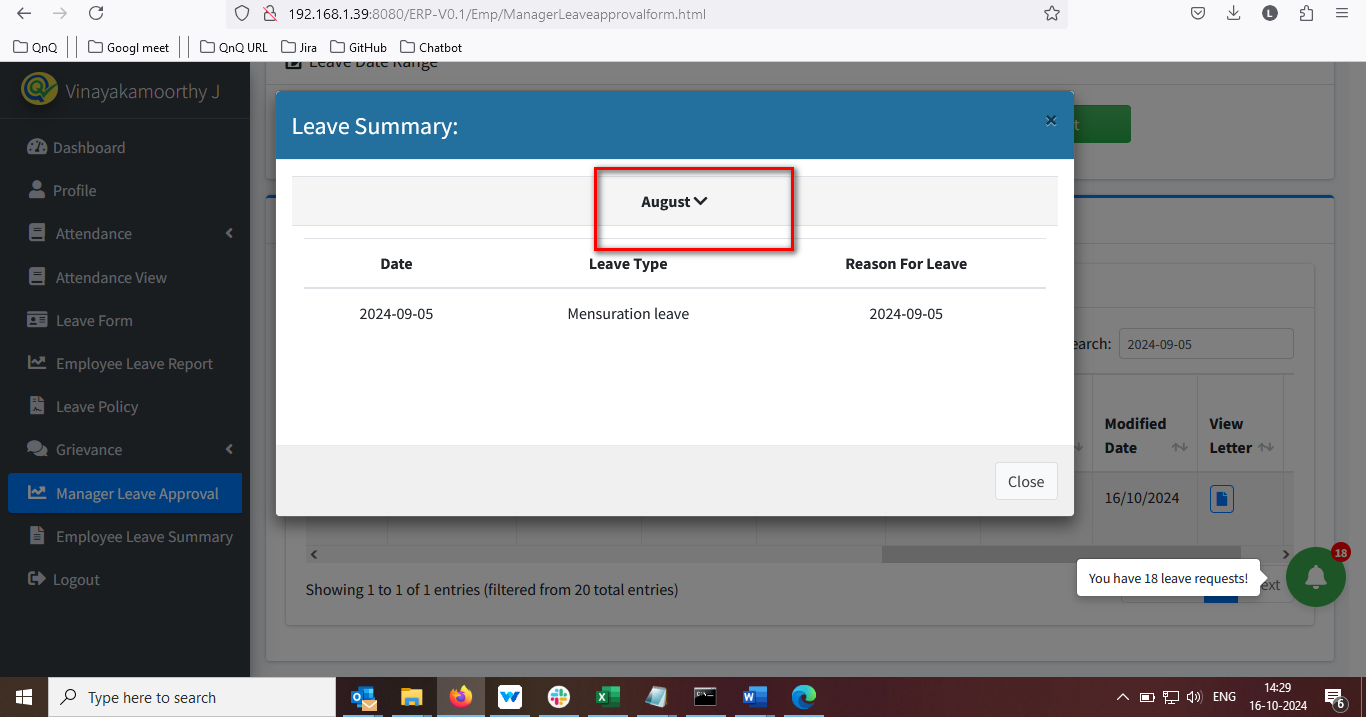 192.168.1.39:8080/ERP-V0.1/Emp/ManagerLeaveapprovalform.html
L
QnQ
Googl meet
QnQ URL
Jira
GitHub
Chatbot
Vinayakamoorthy J
Dashboard
Profile
Attendance
Attendance View
Leave Form
Employee Leave Report
Leave Policy
Grievance
Manager Leave Approval
Employee Leave Summary
Logout
Leave Date Range
Leave Summary:
×
August
Date Leave Type Reason For Leave
2024-09-05 Mensuration leave 2024-09-05
Close
earch: 2024-09-05
Modified
Date
View
Letter
16/10/2024
Showing 1 to 1 of 1 entries (filtered from 20 total entries)
You have 18 leave requests!
ext
18
Type here to search
ENG
14:29
16-10-2024
6